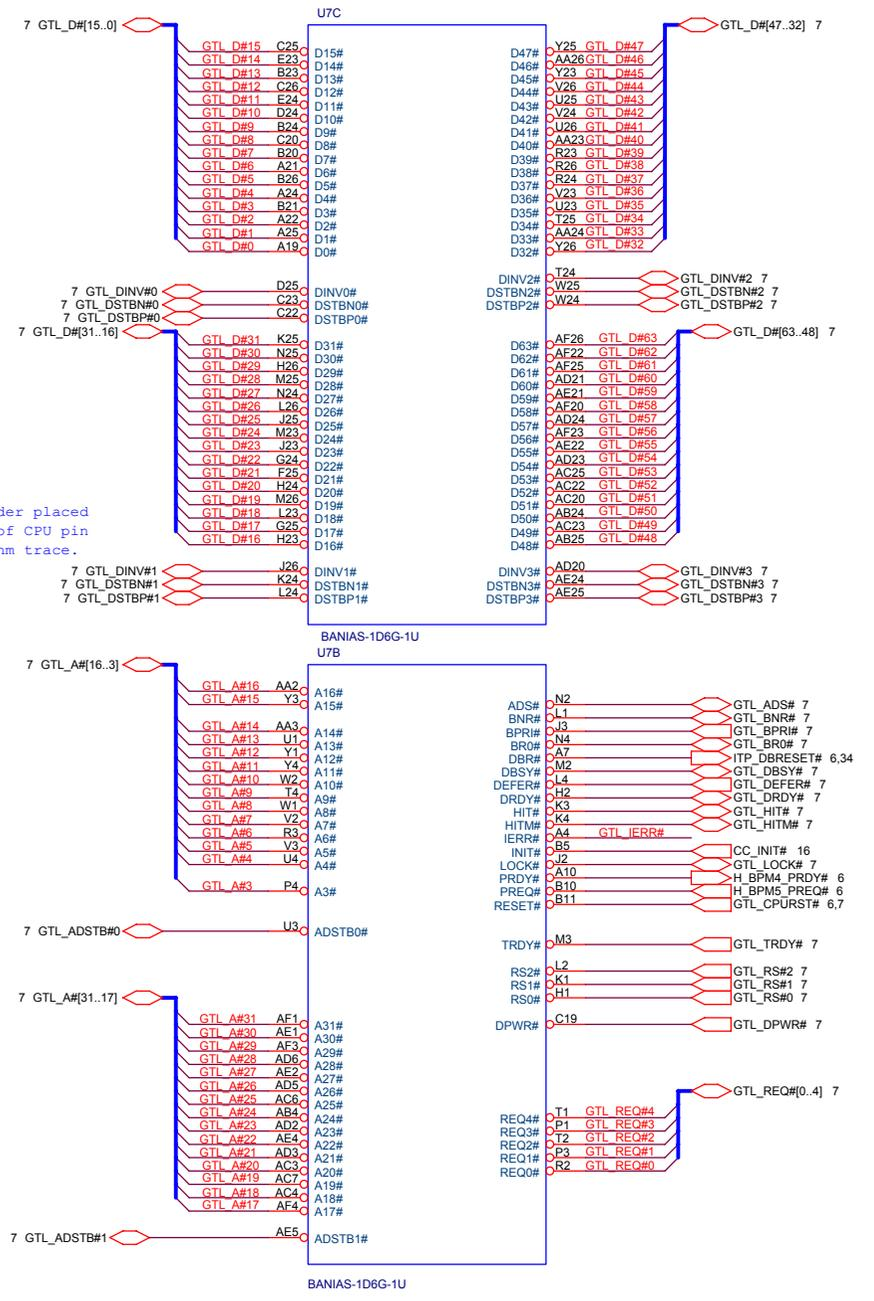 U7C
7 GTL_D#[15..0] GTL_D#[47..32] 7
GTL_D#15 C25 D15# D47# Y25 GTL_D#47
GTL_D#14 E23 D14# D46# AA26 GTL_D#46
GTL_D#13 B23 D13# D45# Y23 GTL_D#45
GTL_D#12 C26 D12# D44# V26 GTL_D#44
GTL_D#11 E24 D11# D43# U25 GTL_D#43
GTL_D#10 D24 D10# D42# V24 GTL_D#42
GTL_D#9 B24 D9# D41# U26 GTL_D#41
GTL_D#8 C20 D8# D40# AA23 GTL_D#40
GTL_D#7 B20 D7# D39# R23 GTL_D#39
GTL_D#6 A21 D6# D38# R26 GTL_D#38
GTL_D#5 B26 D5# D37# R24 GTL_D#37
GTL_D#4 A24 D4# D36# V23 GTL_D#36
GTL_D#3 B21 D3# D35# U23 GTL_D#35
GTL_D#2 A22 D2# D34# T25 GTL_D#34
GTL_D#1 A25 D1# D33# AA24 GTL_D#33
GTL_D#0 A19 D0# D32# Y26 GTL_D#32
DINV2# T24 GTL_DINV#2 7
7 GTL_DINV#0 D25 DINV0# DSTBN2# W25 GTL_DSTBN#2 7
7 GTL_DSTBN#0 C23 DSTBN0# DSTBP2# W24 GTL_DSTBP#2 7
7 GTL_DSTBP#0 C22 DSTBP0#
7 GTL_D#[31..16] GTL_D#[63..48] 7
GTL_D#31 K25 D31# D63# AF26 GTL_D#63
GTL_D#30 N25 D30# D62# AF22 GTL_D#62
GTL_D#29 H26 D29# D61# AF25 GTL_D#61
GTL_D#28 M25 D28# D60# AD21 GTL_D#60
GTL_D#27 N24 D27# D59# AE21 GTL_D#59
GTL_D#26 L26 D26# D58# AF20 GTL_D#58
GTL_D#25 J25 D25# D57# AD24 GTL_D#57
GTL_D#24 M23 D24# D56# AF23 GTL_D#56
GTL_D#23 J23 D23# D55# AE22 GTL_D#55
GTL_D#22 G24 D22# D54# AD23 GTL_D#54
GTL_D#21 F25 D21# D53# AC25 GTL_D#53
GTL_D#20 H24 D20# D52# AC22 GTL_D#52
GTL_D#19 M26 D19# D51# AC20 GTL_D#51
GTL_D#18 L23 D18# D50# AB24 GTL_D#50
GTL_D#17 G25 D17# D49# AC23 GTL_D#49
GTL_D#16 H23 D16# D48# AB25 GTL_D#48
der placed
of CPU pin
hm trace.
7 GTL_DINV#1 J26 DINV1# DINV3# AD20 GTL_DINV#3 7
7 GTL_DSTBN#1 K24 DSTBN1# DSTBN3# AE24 GTL_DSTBN#3 7
7 GTL_DSTBP#1 L24 DSTBP1# DSTBP3# AE25 GTL_DSTBP#3 7
BANIAS-1D6G-1U
U7B
7 GTL_A#[16..3]
GTL_A#16 AA2 A16#
GTL_A#15 Y3 A15# ADS# N2 GTL_ADS# 7
BNR# L1 GTL_BNR# 7
GTL_A#14 AA3 A14# BPRI# J3 GTL_BPRI# 7
GTL_A#13 U1 A13# BR0# N4 GTL_BR0# 7
GTL_A#12 Y1 A12# DBR# A7 ITP_DBRESET# 6,34
GTL_A#11 Y4 A11# DBSY# M2 GTL_DBSY# 7
GTL_A#10 W2 A10# DEFER# L4 GTL_DEFER# 7
GTL_A#9 T4 A9# DRDY# H2 GTL_DRDY# 7
GTL_A#8 W1 A8# HIT# K3 GTL_HIT# 7
GTL_A#7 V2 A7# HITM# K4 GTL_HITM# 7
GTL_A#6 R3 A6# IERR# A4 GTL_IERR#
GTL_A#5 V3 A5# INIT# B5 CC_INIT# 16
GTL_A#4 U4 A4# LOCK# J2 GTL_LOCK# 7
PRDY# A10 H_BPM4_PRDY# 6
GTL_A#3 P4 A3# PREQ# B10 H_BPM5_PREQ# 6
RESET# B11 GTL_CPURST# 6,7
7 GTL_ADSTB#0 U3 ADSTB0#
TRDY# M3 GTL_TRDY# 7
RS2# L2 GTL_RS#2 7
RS1# K1 GTL_RS#1 7
7 GTL_A#[31..17] RS0# H1 GTL_RS#0 7
GTL_A#31 AF1 A31# DPWR# C19 GTL_DPWR# 7
GTL_A#30 AE1 A30#
GTL_A#29 AF3 A29#
GTL_A#28 AD6 A28#
GTL_A#27 AE2 A27#
GTL_A#26 AD5 A26# GTL_REQ#[0..4] 7
GTL_A#25 AC6 A25#
GTL_A#24 AB4 A24# REQ4# T1 GTL_REQ#4
GTL_A#23 AD2 A23# REQ3# P1 GTL_REQ#3
GTL_A#22 AE4 A22# REQ2# T2 GTL_REQ#2
GTL_A#21 AD3 A21# REQ1# P3 GTL_REQ#1
GTL_A#20 AC3 A20# REQ0# R2 GTL_REQ#0
GTL_A#19 AC7 A19#
GTL_A#18 AC4 A18#
GTL_A#17 AF4 A17#
7 GTL_ADSTB#1 AE5 ADSTB1#
BANIAS-1D6G-1U